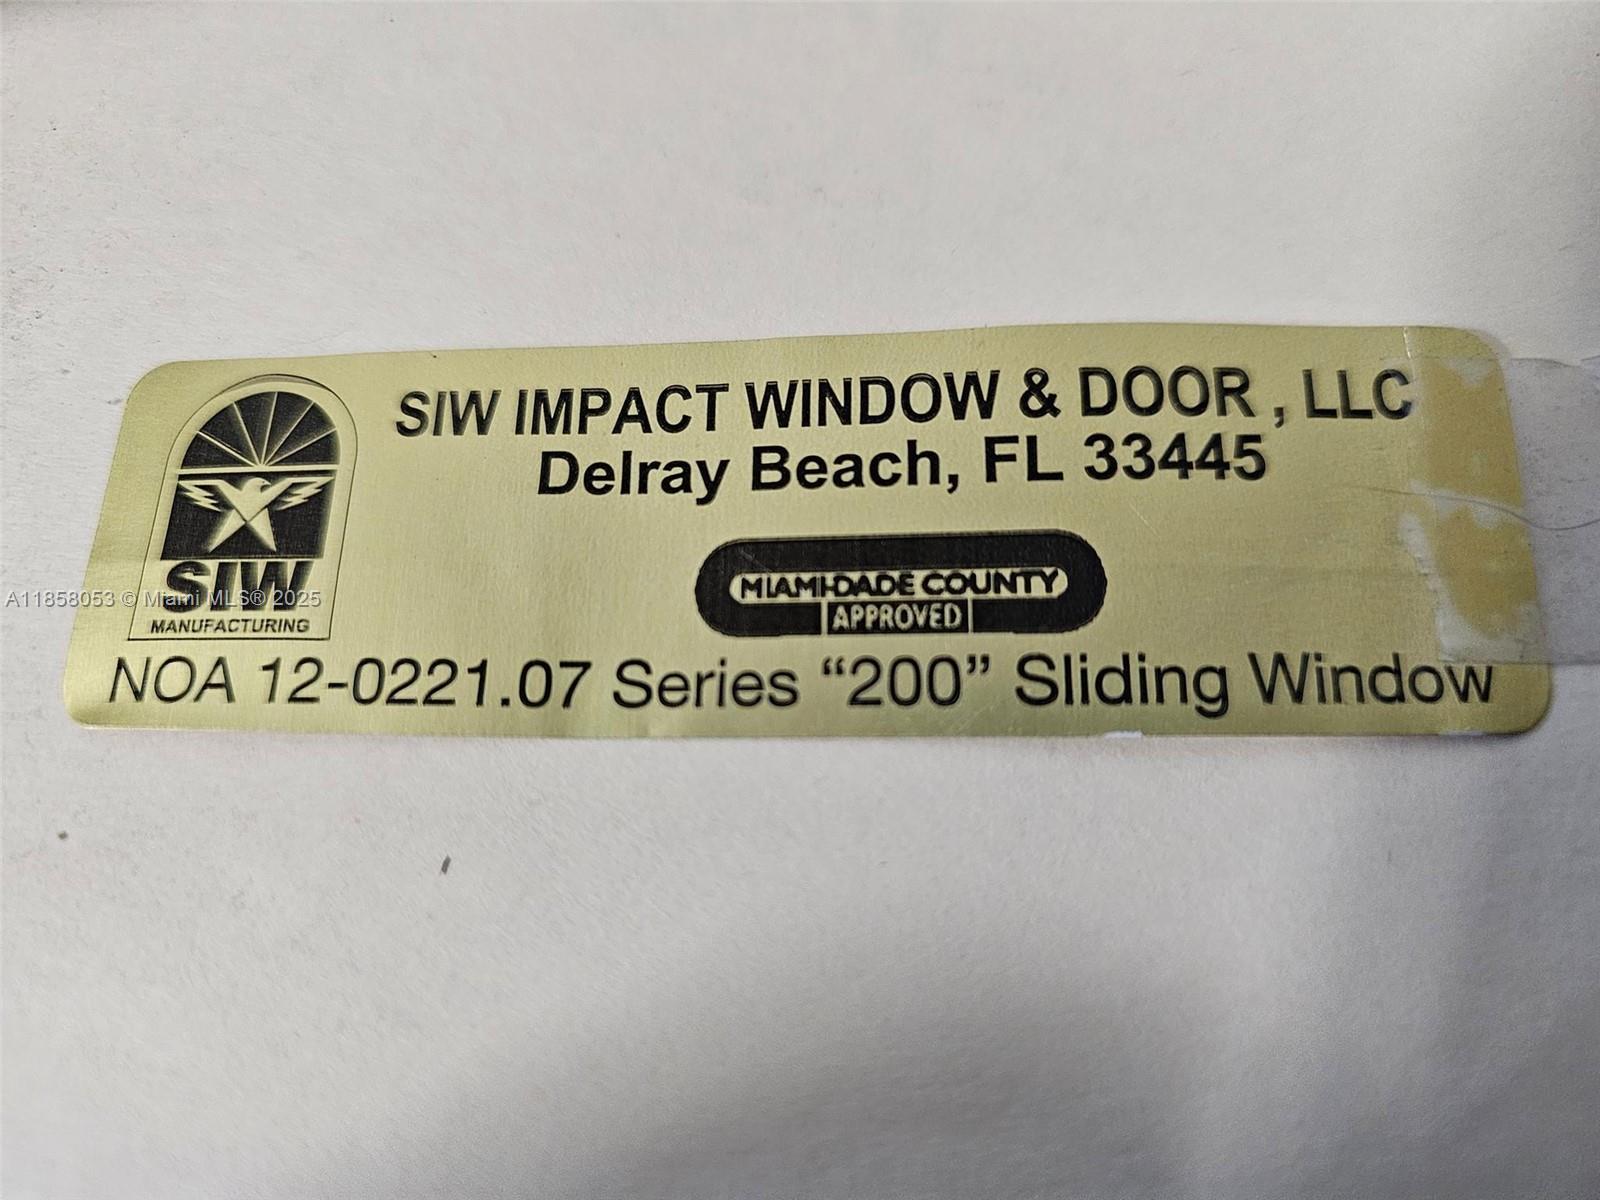 SIW IMPACT WINDOW & DOOR , LLC
Delray Beach, FL 33445
MIAMI-DADE COUNTY
APPROVED
SIW
MANUFACTURING
A11858053 © Miami MLS® 2025
NOA 12-0221.07 Series “200” Sliding Window